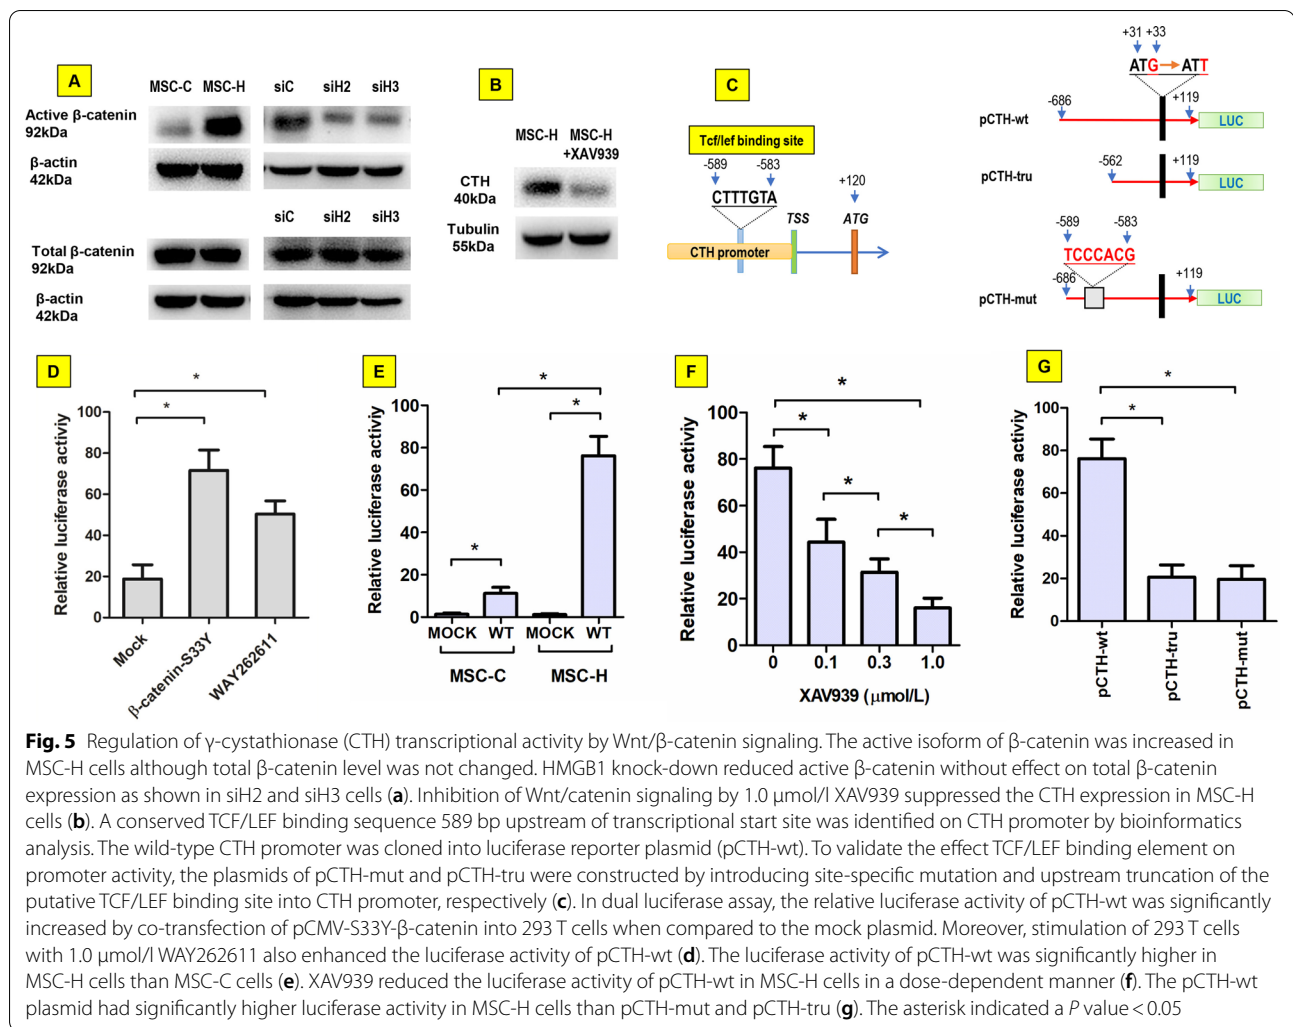 A
MSC-C MSC-H siC siH2 siH3
Active β-catenin
92kDa
β-actin
42kDa
siC siH2 siH3
Total β-catenin
92kDa
β-actin
42kDa
B
MSC-H MSC-H
+XAV939
CTH
40kDa
Tubulin
55kDa
C
Tcf/lef binding site
-589 -583
CTTTGTA
+120
TSS ATG
CTH promoter
+31 +33
ATG ATT
-686 +119
pCTH-wt LUC
-562 +119
pCTH-tru LUC
-589 -583
TCCCACG
-686 +119
pCTH-mut LUC
D
Relative luciferase activiy
100
80
60
40
20
0
* *
Mock β-catenin-S33Y WAY262611
E
Relative luciferase activiy
100
80
60
40
20
0
* * *
MOCK WT MOCK WT
MSC-C MSC-H
F
Relative luciferase activiy
100
80
60
40
20
0
* * * *
0 0.1 0.3 1.0
XAV939 (μmol/L)
G
Relative luciferase activiy
100
80
60
40
20
0
* *
pCTH-wt pCTH-tru pCTH-mut
Fig. 5 Regulation of γ-cystathionase (CTH) transcriptional activity by Wnt/β-catenin signaling. The active isoform of β-catenin was increased in
MSC-H cells although total β-catenin level was not changed. HMGB1 knock-down reduced active β-catenin without effect on total β-catenin
expression as shown in siH2 and siH3 cells (a). Inhibition of Wnt/catenin signaling by 1.0 μmol/l XAV939 suppressed the CTH expression in MSC-H
cells (b). A conserved TCF/LEF binding sequence 589 bp upstream of transcriptional start site was identified on CTH promoter by bioinformatics
analysis. The wild-type CTH promoter was cloned into luciferase reporter plasmid (pCTH-wt). To validate the effect TCF/LEF binding element on
promoter activity, the plasmids of pCTH-mut and pCTH-tru were constructed by introducing site-specific mutation and upstream truncation of the
putative TCF/LEF binding site into CTH promoter, respectively (c). In dual luciferase assay, the relative luciferase activity of pCTH-wt was significantly
increased by co-transfection of pCMV-S33Y-β-catenin into 293 T cells when compared to the mock plasmid. Moreover, stimulation of 293 T cells
with 1.0 μmol/l WAY262611 also enhanced the luciferase activity of pCTH-wt (d). The luciferase activity of pCTH-wt was significantly higher in
MSC-H cells than MSC-C cells (e). XAV939 reduced the luciferase activity of pCTH-wt in MSC-H cells in a dose-dependent manner (f). The pCTH-wt
plasmid had significantly higher luciferase activity in MSC-H cells than pCTH-mut and pCTH-tru (g). The asterisk indicated a P value < 0.05